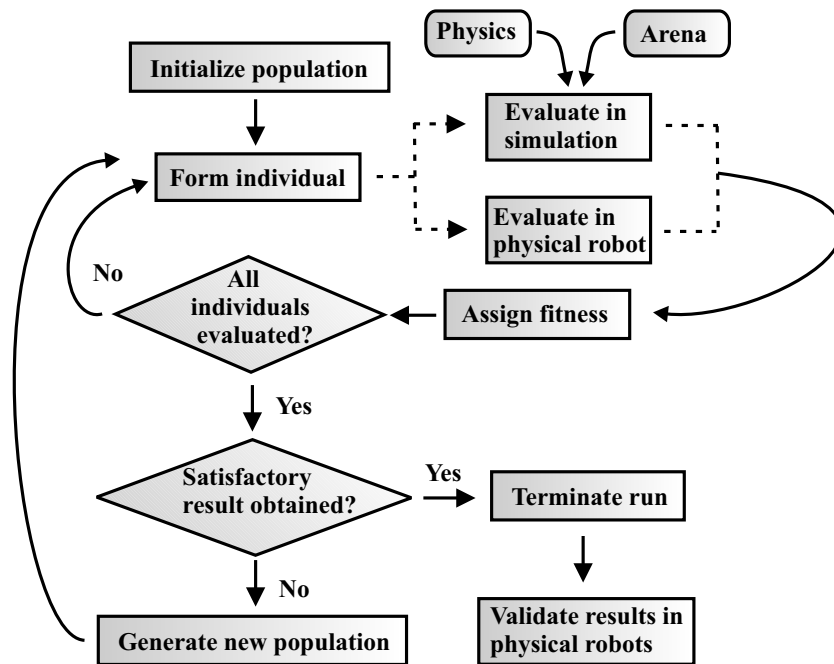 Physics
Arena
Initialize population
Evaluate in
simulation
Form individual
Evaluate in
physical robot
No
All
individuals
evaluated?
Assign fitness
Yes
Satisfactory
result obtained?
Yes
Terminate run
No
Generate new population
Validate results in
physical robots